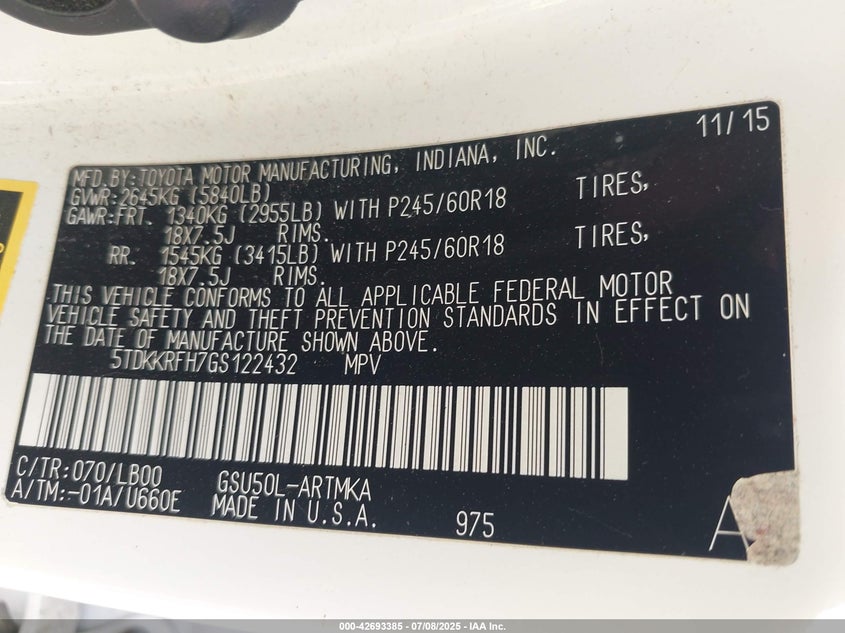 11/15
MFD.BY:TOYOTA MOTOR MANUFACTURING, INDIANA, INC.
GVWR:2645KG (5840LB)
GAWR:FRT. 1340KG (2955LB) WITH P245/60R18 TIRES,
18X7.5J RIMS.
RR. 1545KG (3415LB) WITH P245/60R18 TIRES,
18X7.5J RIMS.
THIS VEHICLE CONFORMS TO ALL APPLICABLE FEDERAL MOTOR
VEHICLE SAFETY AND THEFT PREVENTION STANDARDS IN EFFECT ON
THE DATE OF MANUFACTURE SHOWN ABOVE.
5TDKKRFH7GS122432 MPV
C/TR:070/LB00 GSU50L-ARTMKA
A/TM:-01A/U660E MADE IN U.S.A. 975
A
000-42693385 - 07/08/2025 - IAA Inc.